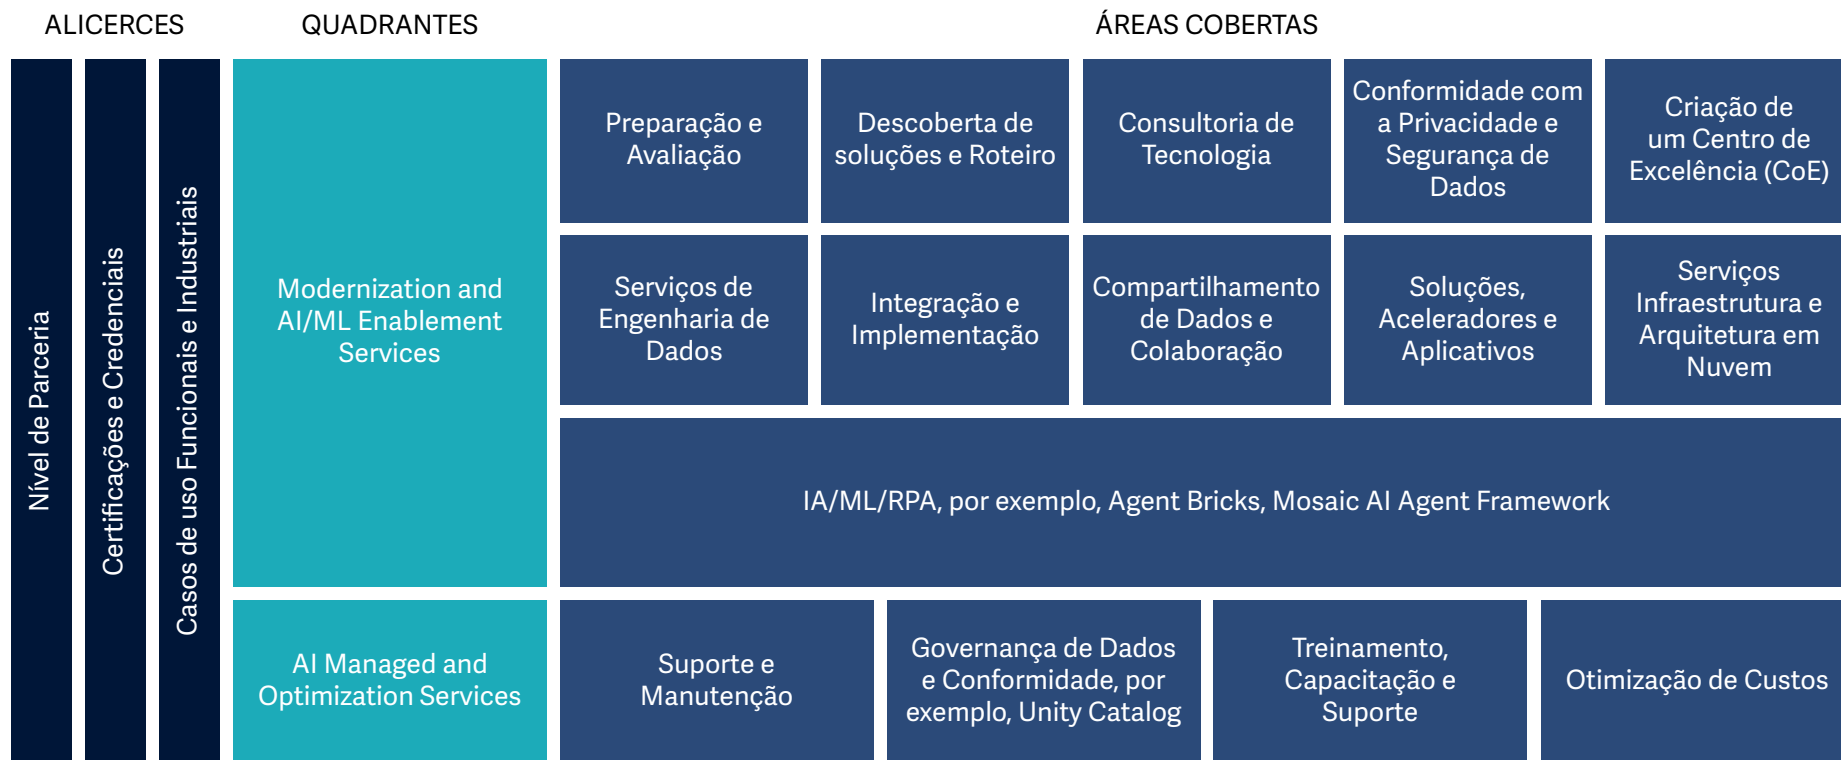 ALICERCES
QUADRANTES
ÁREAS COBERTAS
Nível de Parceria
Certificações e Credenciais
Casos de uso Funcionais e Industriais
Modernization and
AI/ML Enablement
Services
Preparação e
Avaliação
Descoberta de
soluções e Roteiro
Consultoria de
Tecnologia
Conformidade com
a Privacidade e
Segurança de
Dados
Criação de
um Centro de
Excelência (CoE)
Serviços de
Engenharia de
Dados
Integração e
Implementação
Compartilhamento
de Dados e
Colaboração
Soluções,
Aceleradores e
Aplicativos
Serviços
Infraestrutura e
Arquitetura em
Nuvem
IA/ML/RPA, por exemplo, Agent Bricks, Mosaic AI Agent Framework
AI Managed and
Optimization Services
Suporte e
Manutenção
Governança de Dados
e Conformidade, por
exemplo, Unity Catalog
Treinamento,
Capacitação e
Suporte
Otimização de Custos